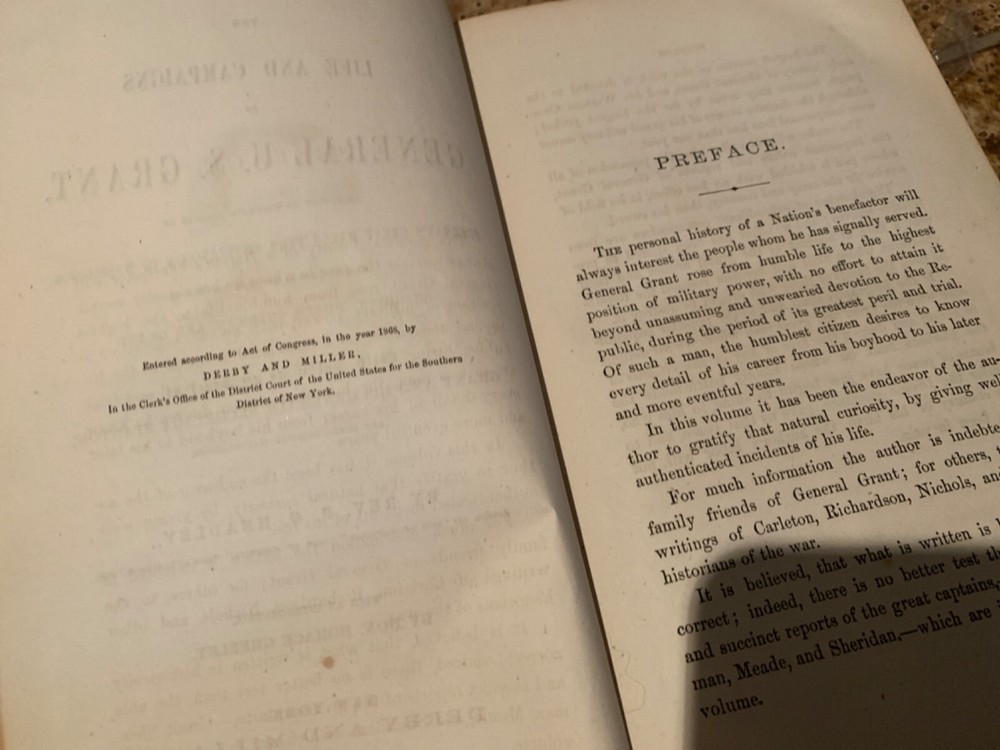 Entered according to Act of Congress, in the year 1868, by
DERBY AND MILLER,
In the Clerk's Office of the District Court of the United States for the Southern
District of New York.
PREFACE.
THE personal history of a Nation's benefactor will
always interest the people whom he has signally served.
General Grant rose from humble life to the highest
position of military power, with no effort to attain it
beyond unassuming and unwearied devotion to the Re-
public, during the period of its greatest peril and trial.
Of such a man, the humblest citizen desires to know
every detail of his career from his boyhood to his later
and more eventful years.
In this volume it has been the endeavor of the au-
thor to gratify that natural curiosity, by giving well
authenticated incidents of his life.
For much information the author is indebte
family friends of General Grant; for others, t
writings of Carleton, Richardson, Nichols, and
historians of the war.
It is believed, that what is written is
correct; indeed, there is no better test th
and succinct reports of the great captains,
man, Meade, and Sheridan,—which are
volume.